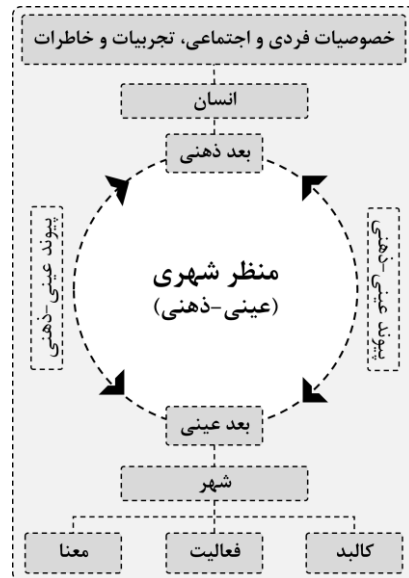 خصوصیات فردی و اجتماعی، تجربیات و خاطرات
انسان
بعد ذهنی
پیوند عینی-ذهنی
منظر شهری
(عینی-ذهنی)
پیوند عینی-ذهنی
بعد عینی
شهر
کالبد
فعالیت
معنا